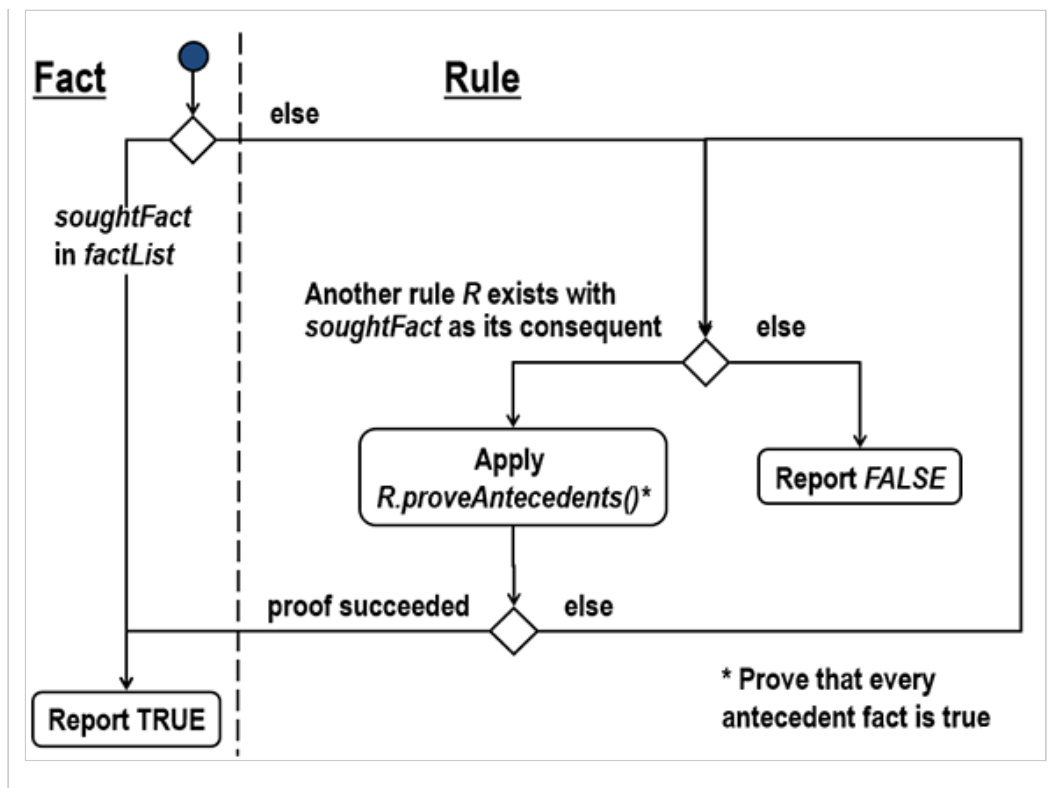 Fact
Rule
else
soughtFact
in factList
Another rule R exists with
soughtFact as its consequent
else
Apply
R.proveAntecedents()*
Report FALSE
proof succeeded
else
* Prove that every
antecedent fact is true
Report TRUE